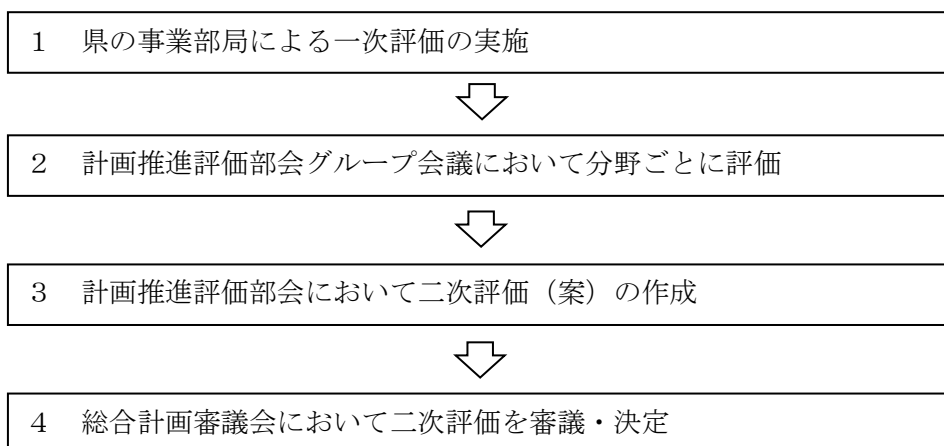 １　県の事業部局による一次評価の実施
２　計画推進評価部会グループ会議において分野ごとに評価
３　計画推進評価部会において二次評価（案）の作成
４　総合計画審議会において二次評価を審議・決定